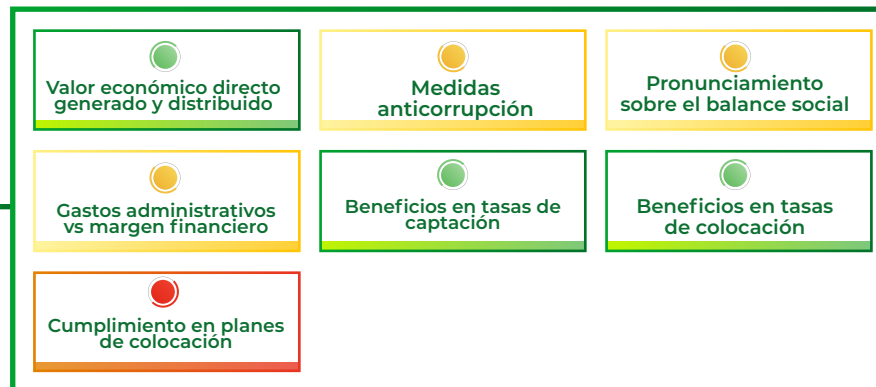 Valor económico directo
generado y distribuido
Medidas
anticorrupción
Pronunciamiento
sobre el balance social
Gastos administrativos
vs margen financiero
Beneficios en tasas de
captación
Beneficios en tasas
de colocación
Cumplimiento en planes
de colocación